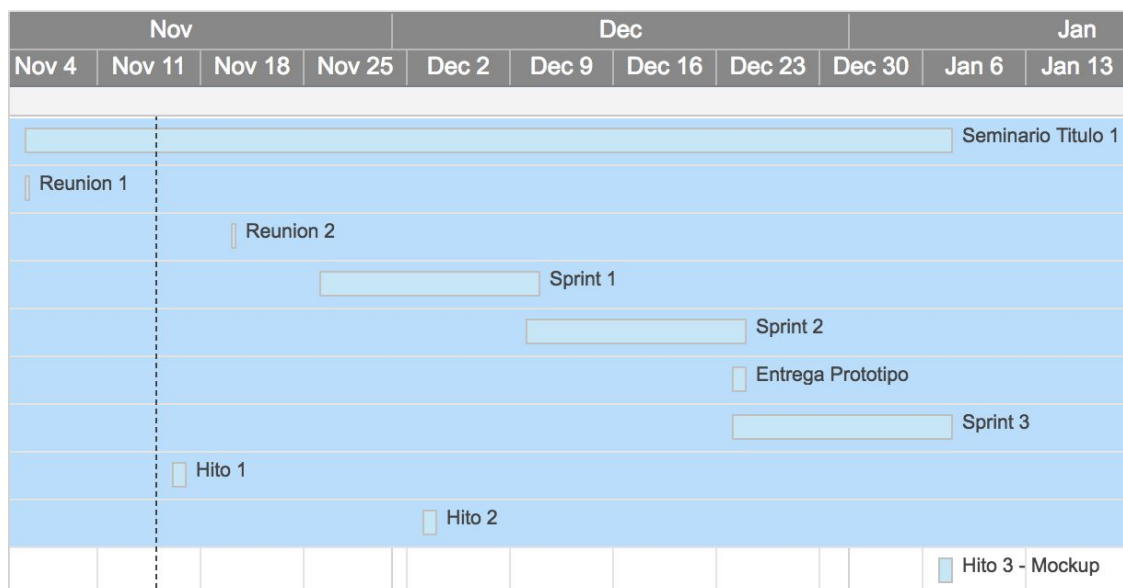 Nov Dec Jan
Nov 4 Nov 11 Nov 18 Nov 25 Dec 2 Dec 9 Dec 16 Dec 23 Dec 30 Jan 6 Jan 13
Seminario Titulo 1
Reunion 1
Reunion 2
Sprint 1
Sprint 2
Entrega Prototipo
Sprint 3
Hito 1
Hito 2
Hito 3 - Mockup